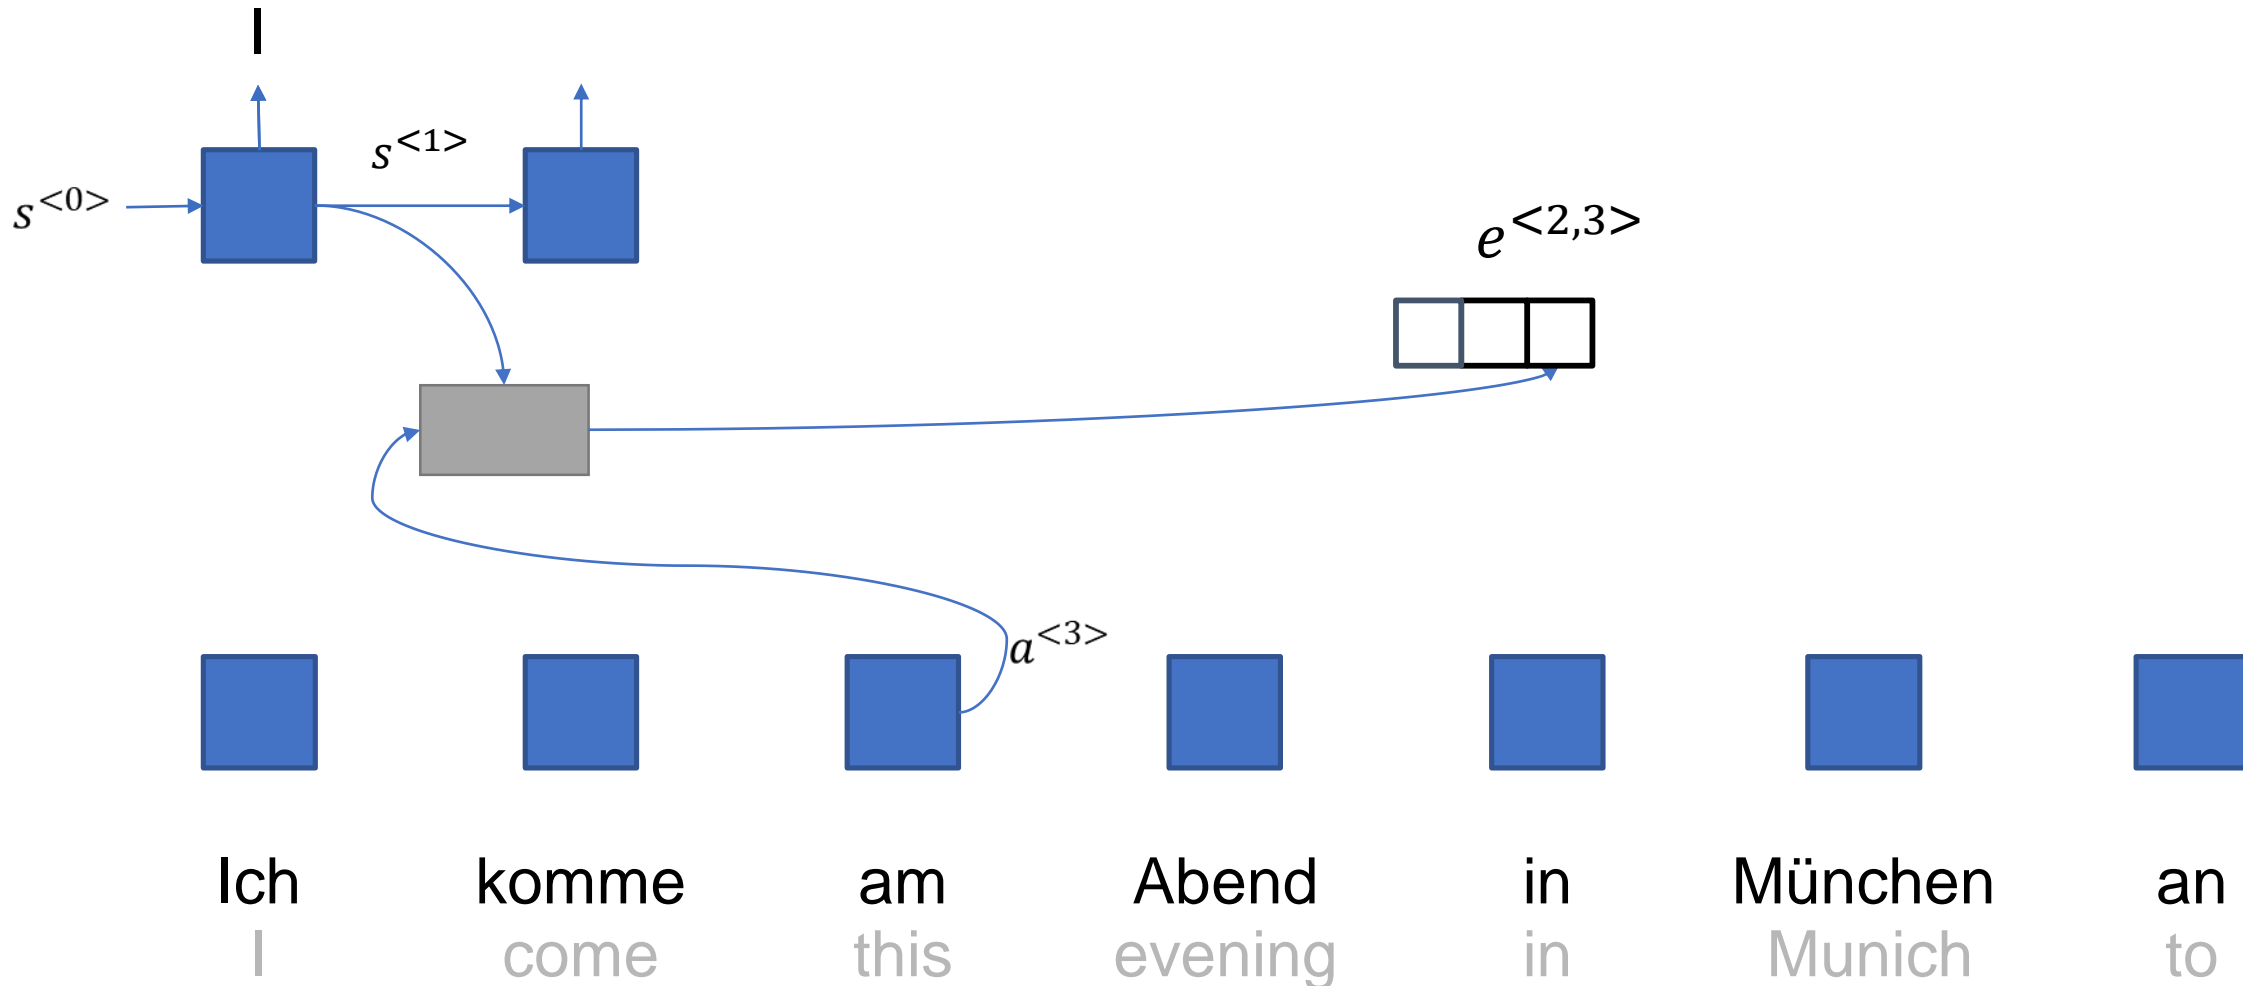 I
s<0>
s<1>
e<2,3>
a<3>
Ich komme am Abend in München an
I come this evening in Munich to